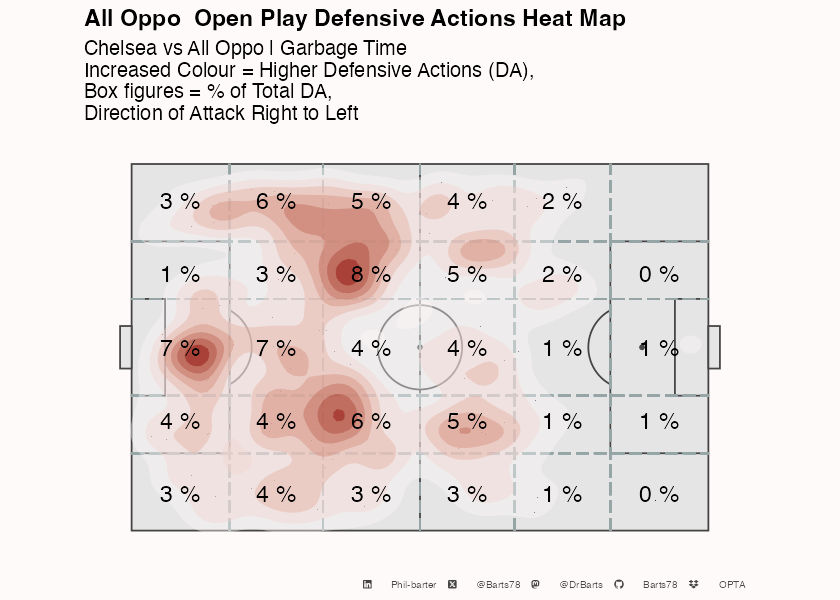 All Oppo  Open Play Defensive Actions Heat Map
Chelsea vs All Oppo I Garbage Time
Increased Colour = Higher Defensive Actions (DA),
Box figures = % of Total DA,
Direction of Attack Right to Left
3 % 6 % 5 % 4 % 2 %
1 % 3 % 8 % 5 % 2 % 0 %
7 % 7 % 4 % 4 % 1 % 1 %
4 % 4 % 6 % 5 % 1 % 1 %
3 % 4 % 3 % 3 % 1 % 0 %
Phil-barter @Barts78 @DrBarts Barts78 OPTA